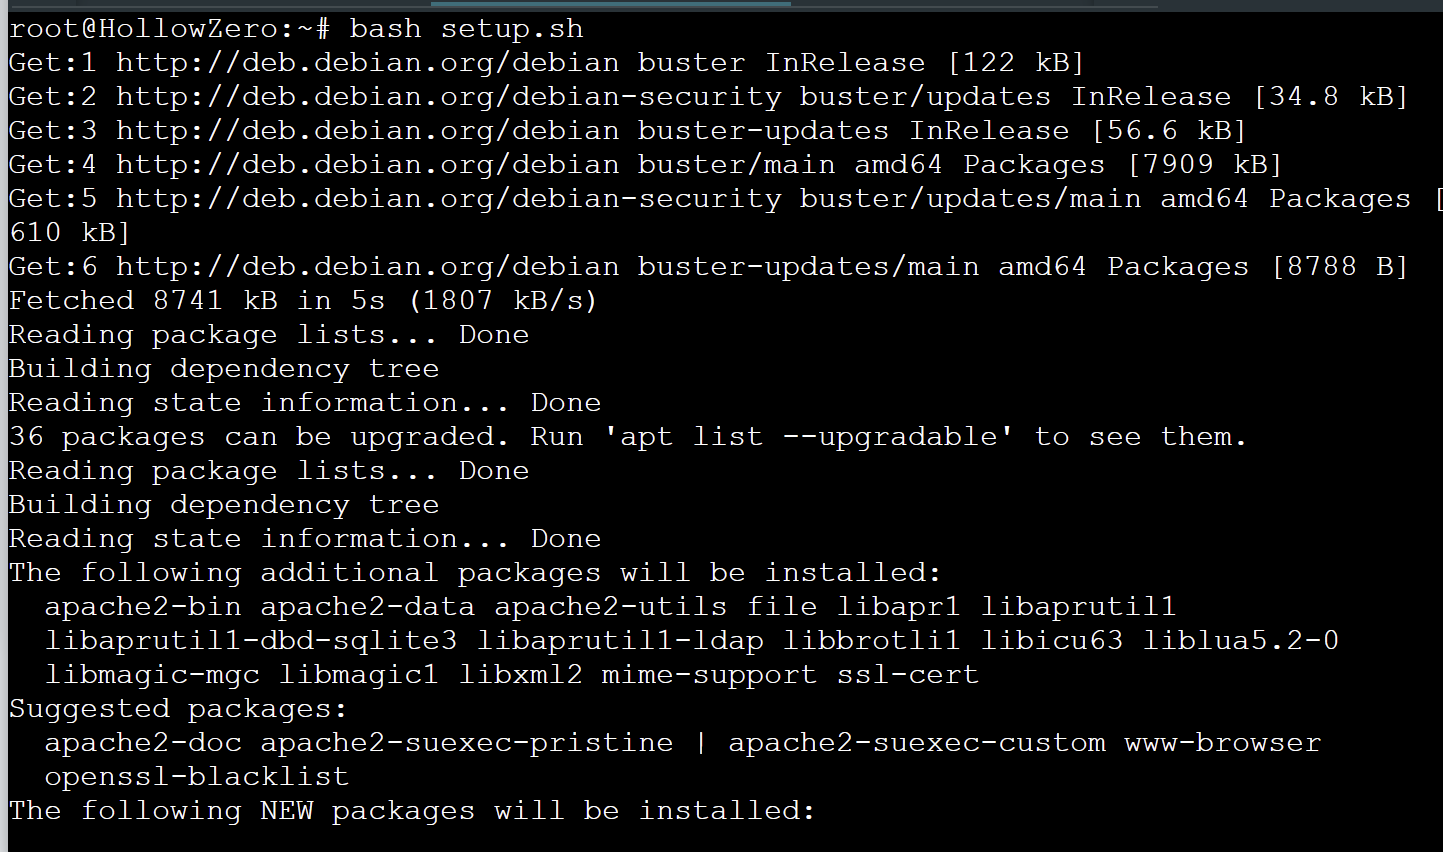 root@HollowZero:~# bash setup.sh
Get:1 http://deb.debian.org/debian buster InRelease [122 kB]
Get:2 http://deb.debian.org/debian-security buster/updates InRelease [34.8 kB]
Get:3 http://deb.debian.org/debian buster-updates InRelease [56.6 kB]
Get:4 http://deb.debian.org/debian buster/main amd64 Packages [7909 kB]
Get:5 http://deb.debian.org/debian-security buster/updates/main amd64 Packages [
610 kB]
Get:6 http://deb.debian.org/debian buster-updates/main amd64 Packages [8788 B]
Fetched 8741 kB in 5s (1807 kB/s)
Reading package lists... Done
Building dependency tree
Reading state information... Done
36 packages can be upgraded. Run 'apt list --upgradable' to see them.
Reading package lists... Done
Building dependency tree
Reading state information... Done
The following additional packages will be installed:
  apache2-bin apache2-data apache2-utils file libapr1 libaprutil1
  libaprutil1-dbd-sqlite3 libaprutil1-ldap libbrotli1 libicu63 liblua5.2-0
  libmagic-mgc libmagic1 libxml2 mime-support ssl-cert
Suggested packages:
  apache2-doc apache2-suexec-pristine | apache2-suexec-custom www-browser
  openssl-blacklist
The following NEW packages will be installed: